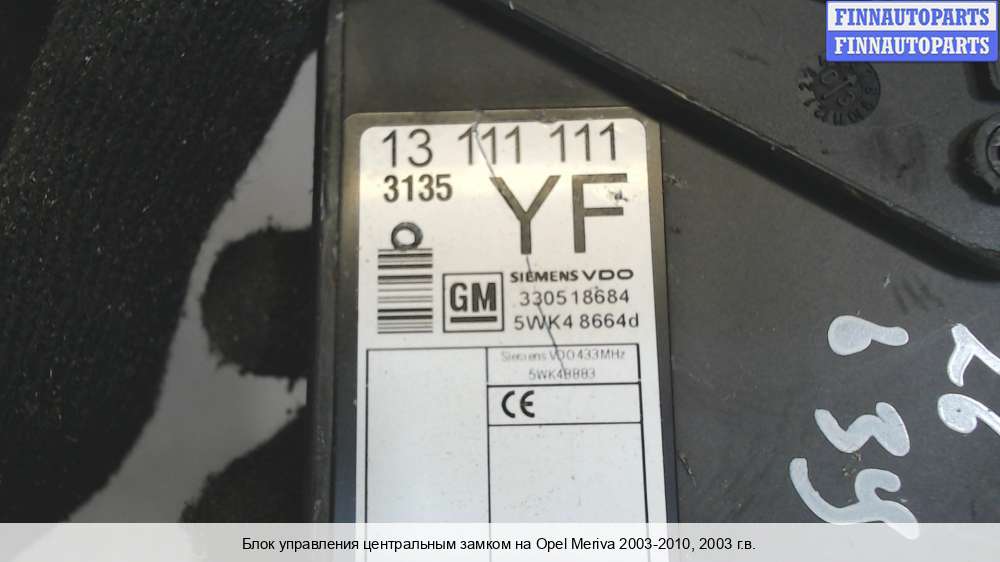 FINNAUTOPARTS
FINNAUTOPARTS
13 111 111
3135
YF
GM
SIEMENS VDO
330518684
5WK4 8664d
Siemens VDO 433MHz
5WK48883
CE
Блок управления центральным замком на Opel Meriva 2003-2010, 2003 г.в.